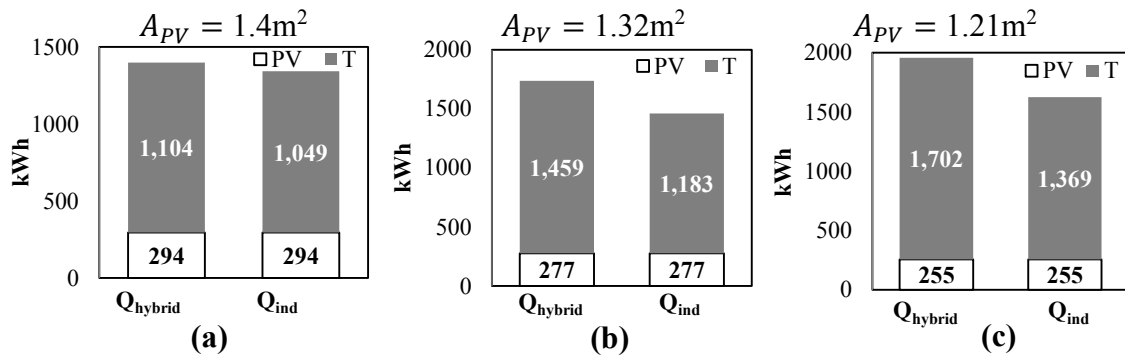 A_PV = 1.4m²
1500
1000
500
0
kWh
PV T
1,104
1,049
294
294
Q_hybrid
Q_ind
(a)
A_PV = 1.32m²
2000
1500
1000
500
0
kWh
PV T
1,459
1,183
277
277
Q_hybrid
Q_ind
(b)
A_PV = 1.21m²
2000
1500
1000
500
0
kWh
PV T
1,702
1,369
255
255
Q_hybrid
Q_ind
(c)